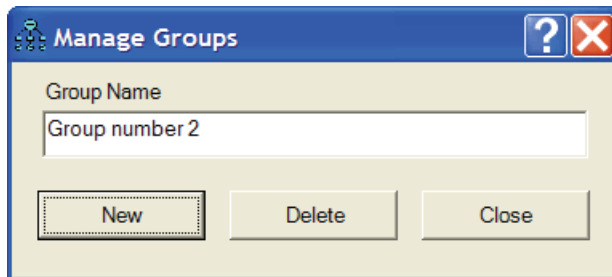 Manage Groups ?
Group Name
Group number 2
New Delete Close